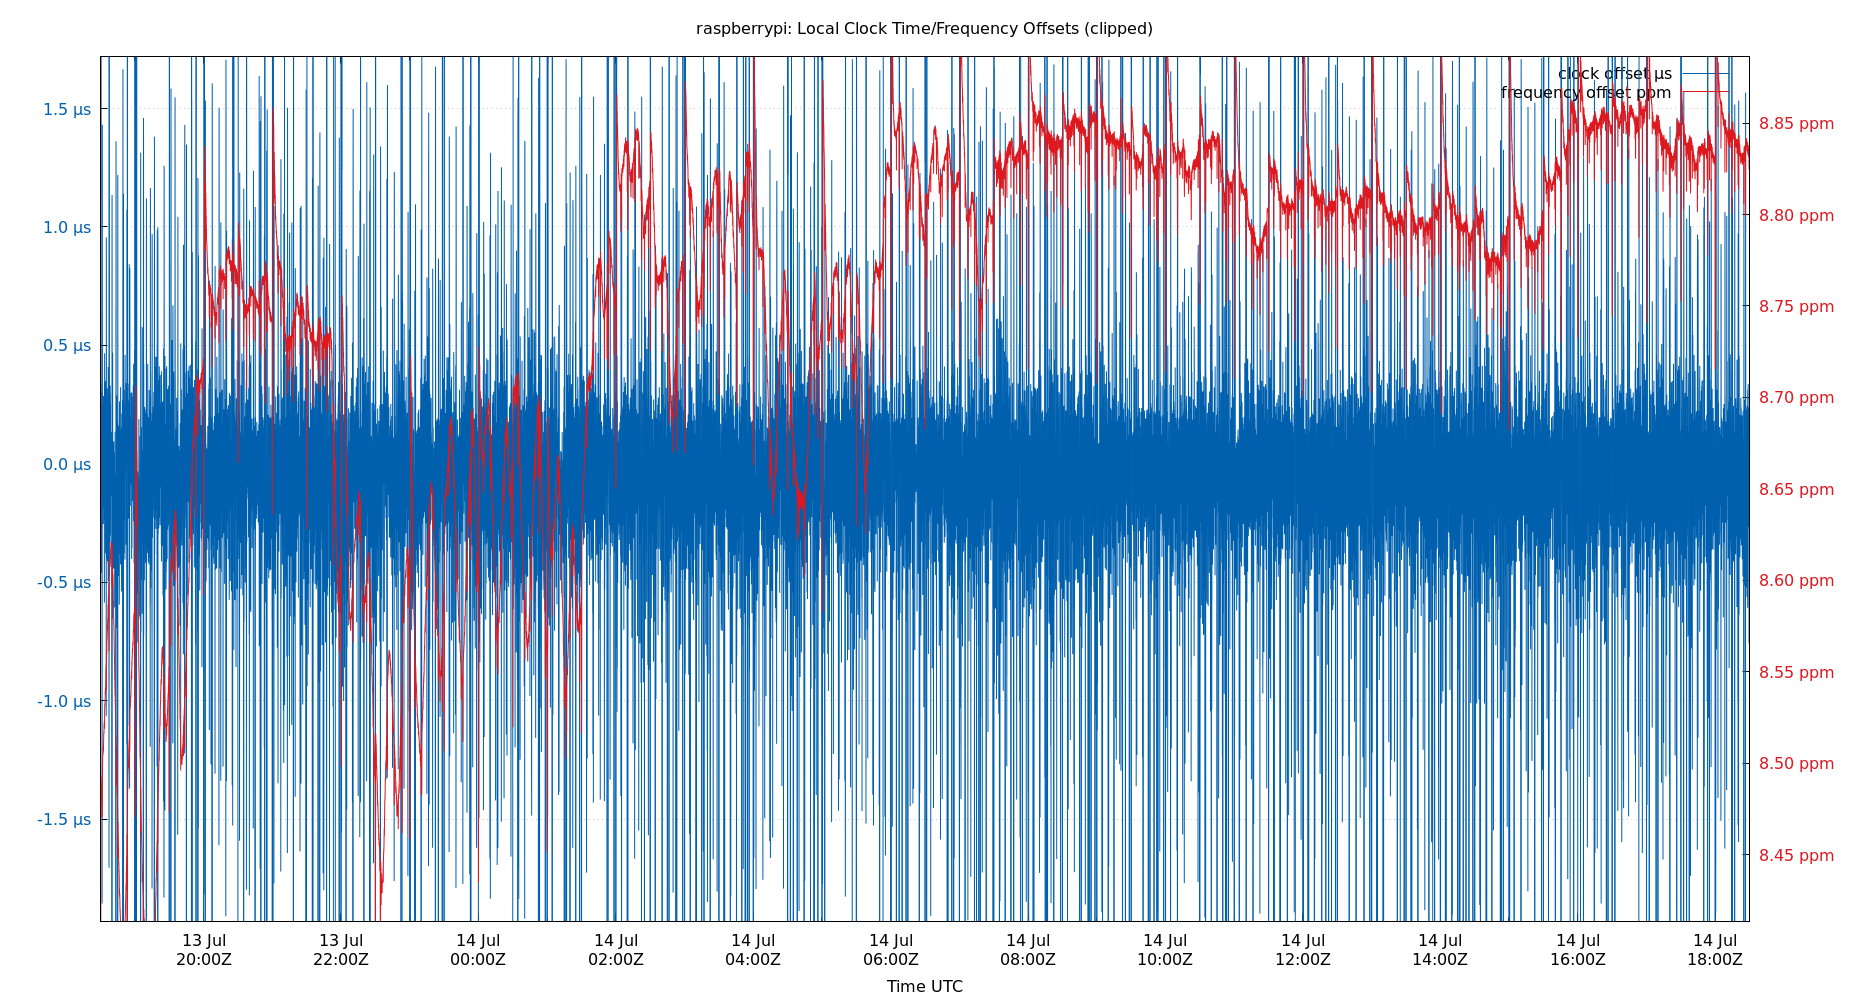 raspberrypi: Local Clock Time/Frequency Offsets (clipped)
clock offset µs
frequency offset ppm
1.5 µs
1.0 µs
0.5 µs
0.0 µs
-0.5 µs
-1.0 µs
-1.5 µs
8.85 ppm
8.80 ppm
8.75 ppm
8.70 ppm
8.65 ppm
8.60 ppm
8.55 ppm
8.50 ppm
8.45 ppm
13 Jul 13 Jul 14 Jul 14 Jul 14 Jul 14 Jul 14 Jul 14 Jul 14 Jul 14 Jul 14 Jul 14 Jul
20:00Z 22:00Z 00:00Z 02:00Z 04:00Z 06:00Z 08:00Z 10:00Z 12:00Z 14:00Z 16:00Z 18:00Z
Time UTC